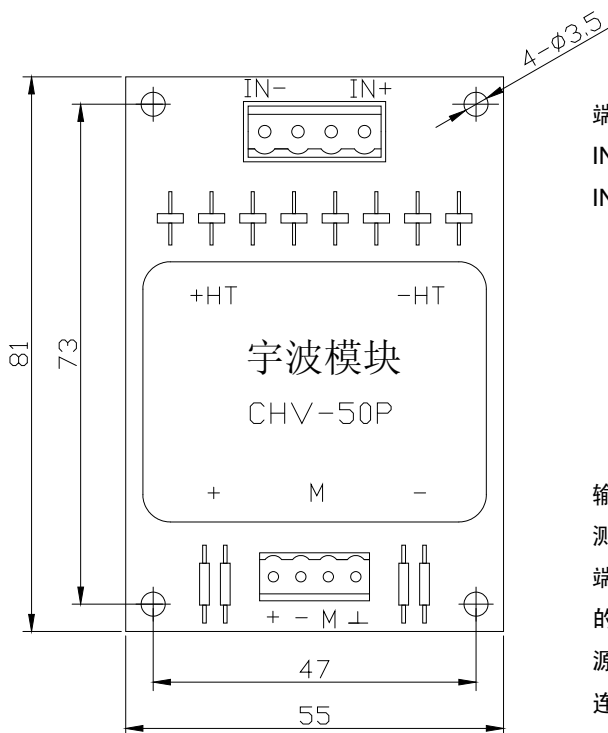 4-ø3,5
IN- IN+
端
IN
IN
+HT -HT
宇波模块
CHV-50P
+ M -
81
73
+ - M ⊥
47
55
输
测
端
的
源
连